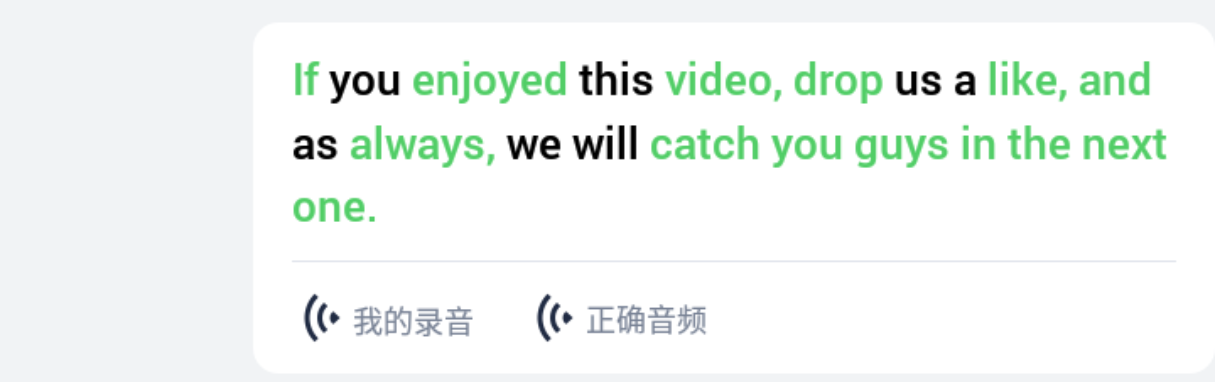 If you enjoyed this video, drop us a like, and
as always, we will catch you guys in the next
one.
我的录音 正确音频